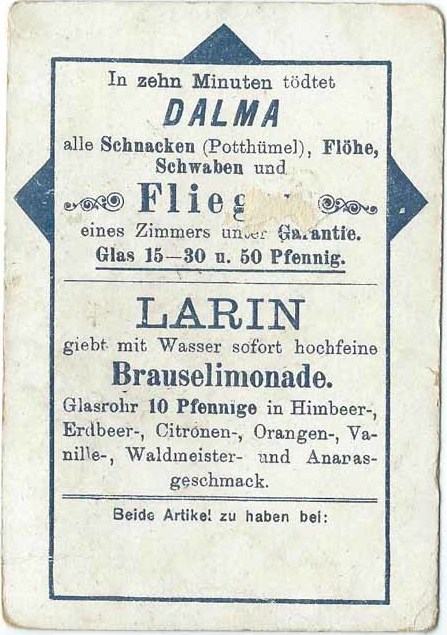 In zehn Minuten tödtet
DALMA
alle Schnacken (Potthümel), Flöhe,
Schwaben und
eines Zimmers unter Garantie.
Glas 15—30 u. 50 Pfennig.
LARIN
giebt mit Wasser sofort hochfeine
Brauselimonade.
Glasrohr 10 Pfennige in Himbeer-,
Erdbeer-, Citronen-, Orangen-, Va-
nille-, Waldmeister- und Ananas-
geschmack.
Beide Artikel zu haben bei: